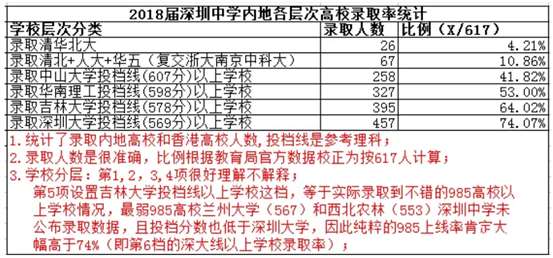 2018届深圳中学内地各层次高校录取率统计
学校层次分类 录取人数 比例（X/617）
录取清华北大 26 4.21%
录取清北+人大+华五（复交浙大南京中科大） 67 10.86%
录取中山大学投档线(607分)以上学校 258 41.82%
录取华南理工投档线(598分)以上学校 327 53.00%
录取吉林大学投档线(578分)以上学校 395 64.02%
录取深圳大学投档线(569分)以上学校 457 74.07%
1.统计了录取内地高校和香港高校人数,投档线是参考理科；
2.录取人数是很准确，比例根据教育局官方数据校正为按617人计算；
3.学校分层：第1,2，3,4项很好理解不解释；
第5项设置吉林大学投档线以上学校这档，等于实际录取到不错的985高校以
上学校情况，最弱985高校兰州大学（567）和西北农林（553）深圳中学未
公布录取数据，且投档分数也低于深圳大学，因此纯粹的985上线率肯定大
幅高于74%（即第6档的深大线以上学校录取率）；